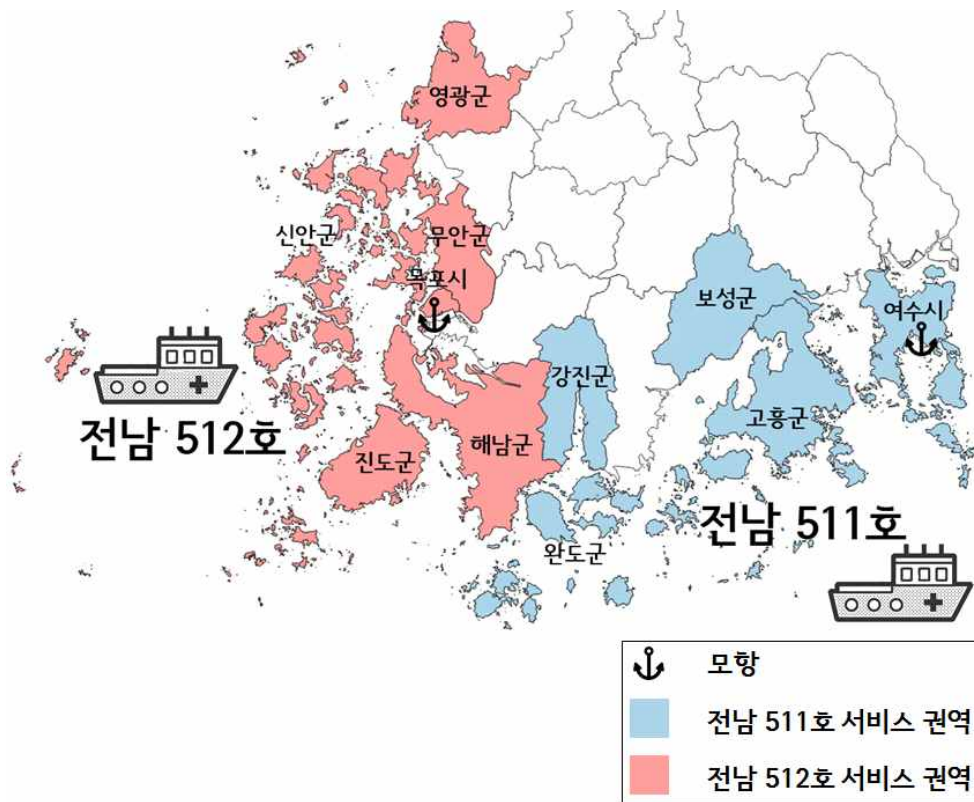 영광군
신안군
무안군
목포시
보성군
여수시
강진군
고흥군
전남 512호
진도군
해남군
전남 511호
완도군
모항
전남 511호 서비스 권역
전남 512호 서비스 권역